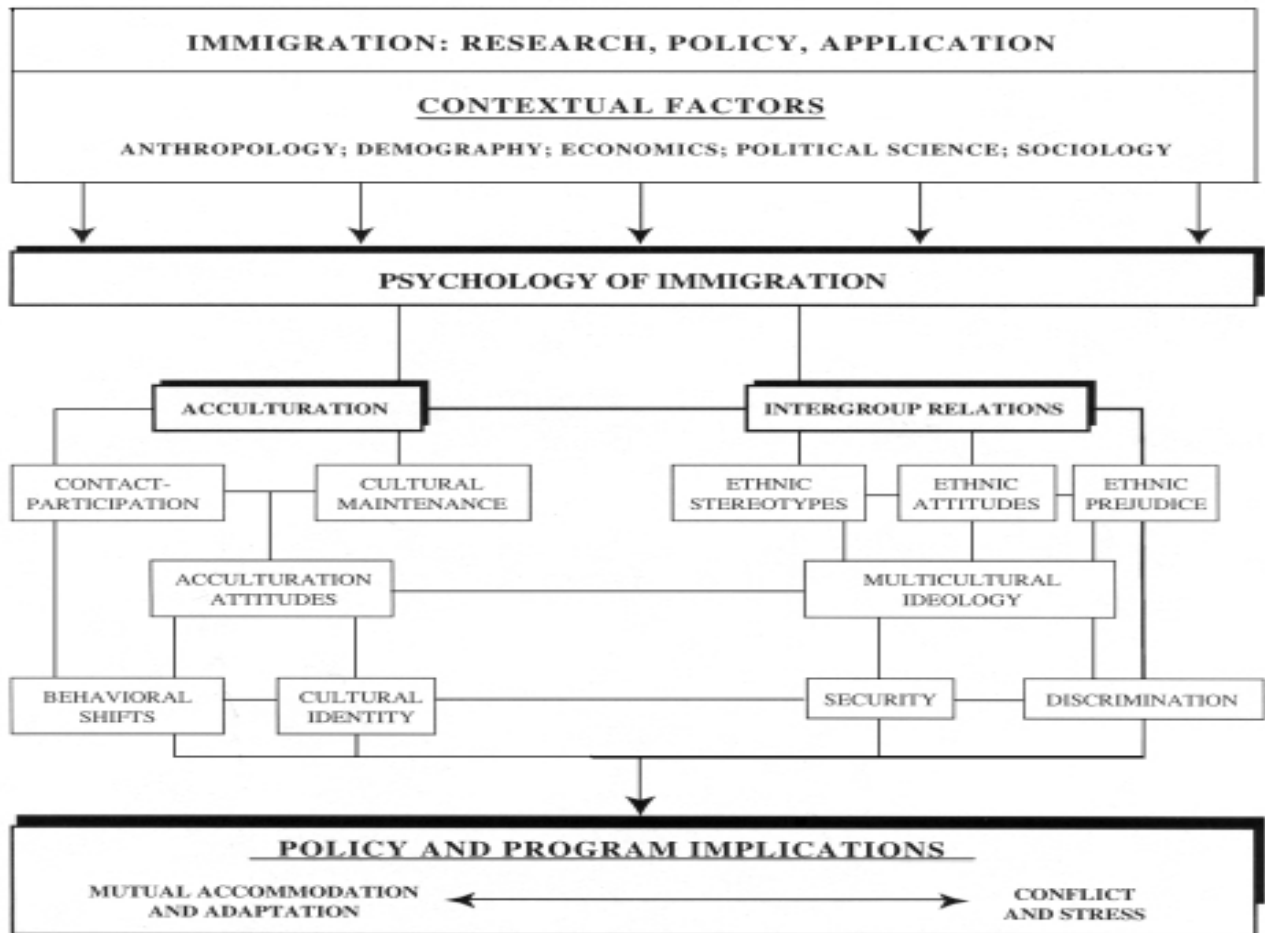 IMMIGRATION: RESEARCH, POLICY, APPLICATION
CONTEXTUAL FACTORS
ANTHROPOLOGY; DEMOGRAPHY; ECONOMICS; POLITICAL SCIENCE; SOCIOLOGY
PSYCHOLOGY OF IMMIGRATION
ACCULTURATION
INTERGROUP RELATIONS
CONTACT-
PARTICIPATION
CULTURAL
MAINTENANCE
ETHNIC
STEREOTYPES
ETHNIC
ATTITUDES
ETHNIC
PREJUDICE
ACCULTURATION
ATTITUDES
MULTICULTURAL
IDEOLOGY
BEHAVIORAL
SHIFTS
CULTURAL
IDENTITY
SECURITY
DISCRIMINATION
POLICY AND PROGRAM IMPLICATIONS
MUTUAL ACCOMMODATION
AND ADAPTATION
CONFLICT
AND STRESS